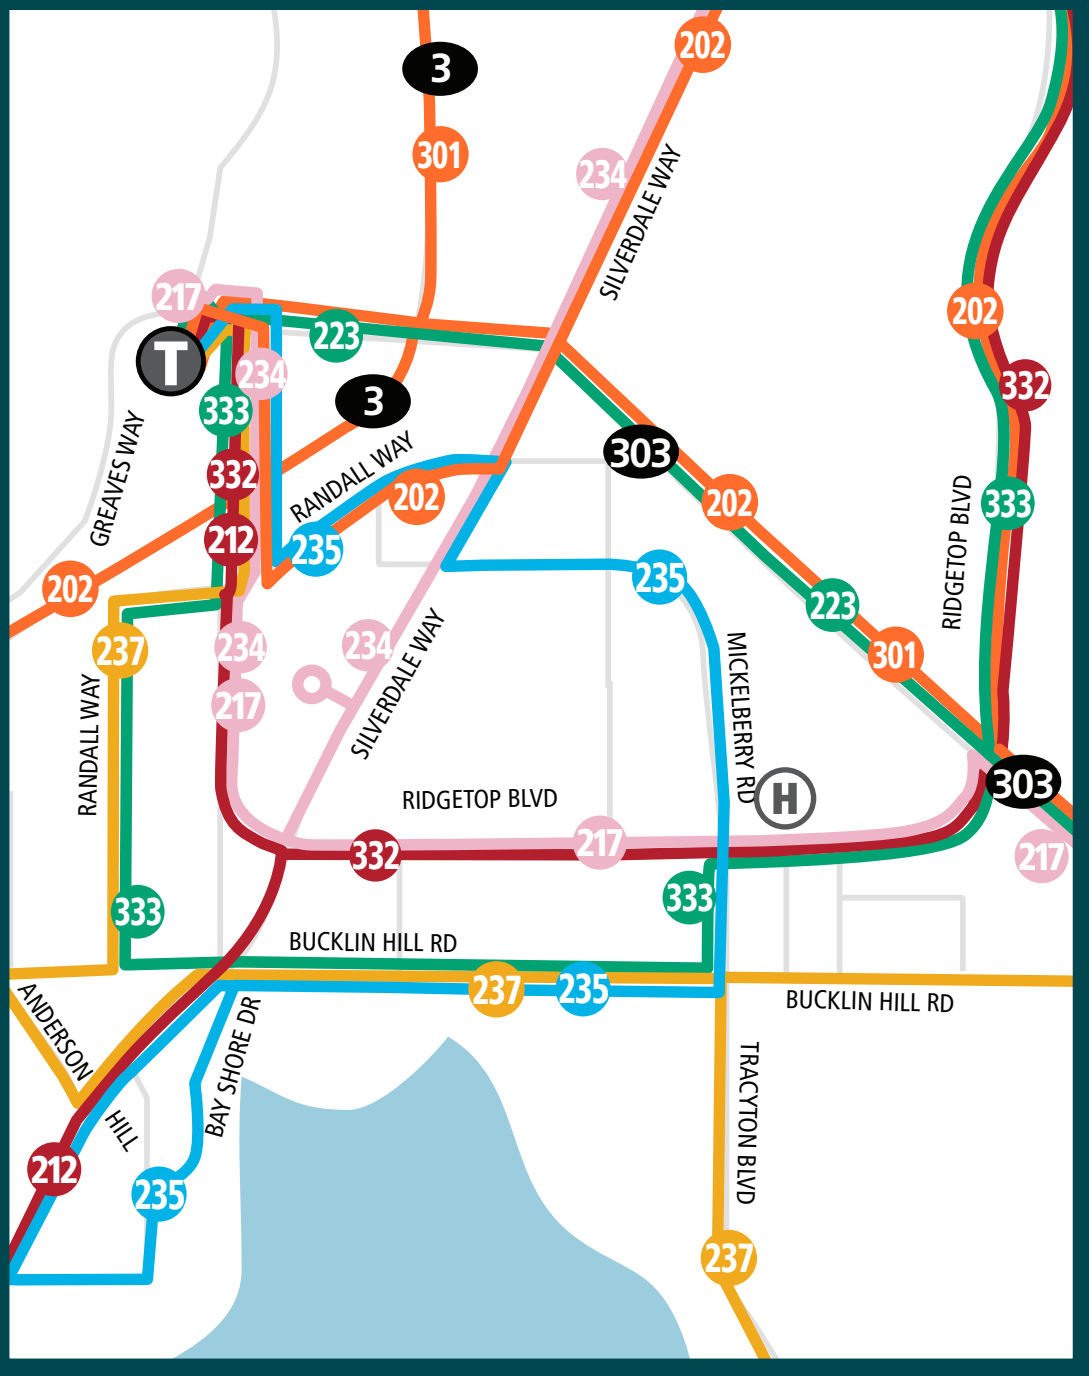 202
3
301
234
SILVERDALE WAY
217
202
T
223
234
332
3
333
GREAVES WAY
RANDALL WAY
303
332
202
202
333
212
235
RIDGETOP BLVD
202
235
223
237
234
234
MICKELBERRY RD
301
217
SILVERDALE WAY
RANDALL WAY
303
H
RIDGETOP BLVD
332
217
217
333
333
BUCKLIN HILL RD
237
235
BUCKLIN HILL RD
ANDERSON
HILL
BAY SHORE DR
TRACYTON BLVD
212
235
237